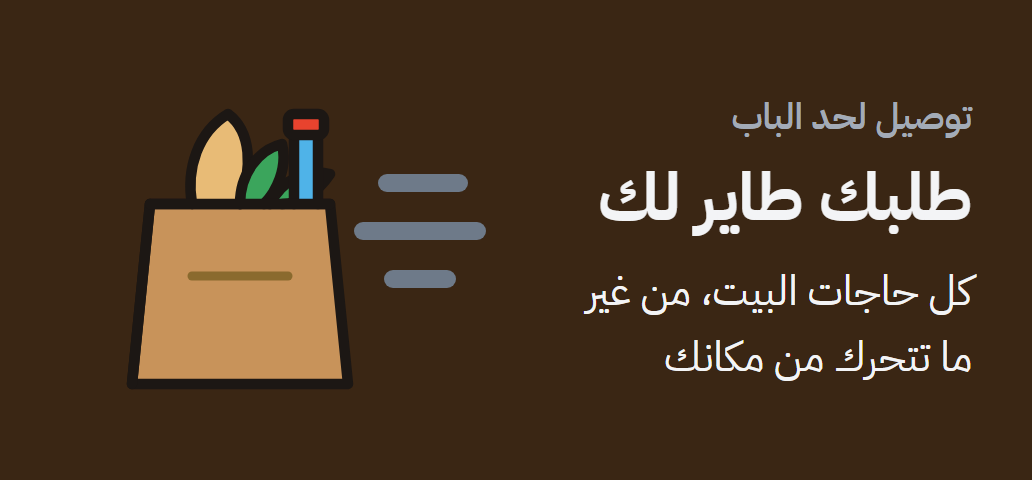 توصيل لحد الباب
طلبك طاير لك
كل حاجات البيت، من غير
ما تتحرك من مكانك